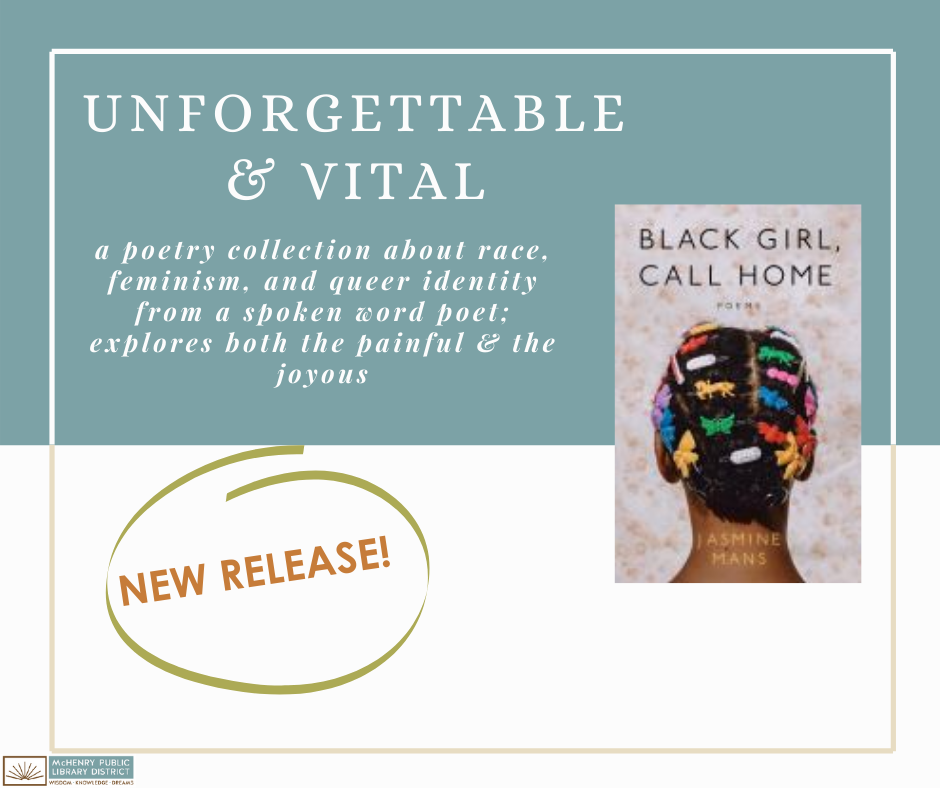 UNFORGETTABLE
& VITAL
a poetry collection about race,
feminism, and queer identity
from a spoken word poet;
explores both the painful & the
joyous
BLACK GIRL,
CALL HOME
POEMS
JASMINE
MANS
NEW RELEASE!
McHENRY PUBLIC
LIBRARY DISTRICT
WISDOM · KNOWLEDGE · DREAMS